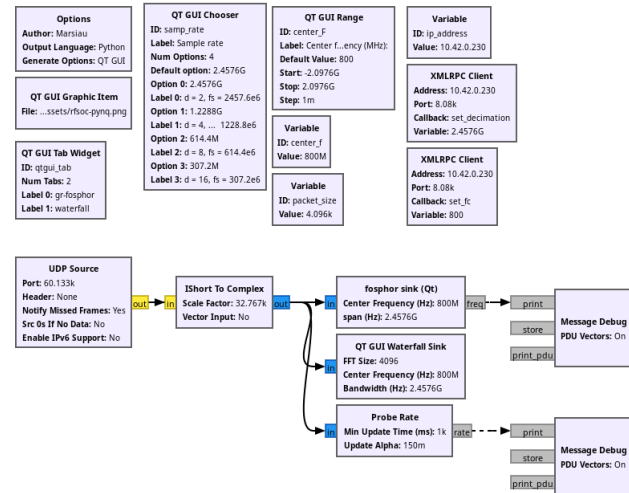 Options
Author: Marsiau
Output Language: Python
Generate Options: QT GUI
QT GUI Graphic Item
File: ...ssets/rfsoc-pynq.png
QT GUI Tab Widget
ID: qtgui_tab
Num Tabs: 2
Label 0: gr-fosphor
Label 1: waterfall
QT GUI Chooser
ID: samp_rate
Label: Sample rate
Num Options: 4
Default option: 2.4576G
Option 0: 2.4576G
Label 0: d = 2, fs = 2457.6e6
Option 1: 1.2288G
Label 1: d = 4, ... 1228.8e6
Option 2: 614.4M
Label 2: d = 8, fs = 614.4e6
Option 3: 307.2M
Label 3: d = 16, fs = 307.2e6
QT GUI Range
ID: center_F
Label: Center f...ency (MHz):
Default Value: 800
Start: -2.0976G
Stop: 2.0976G
Step: 1m
Variable
ID: center_f
Value: 800M
Variable
ID: packet_size
Value: 4.096k
Variable
ID: ip_address
Value: 10.42.0.230
XMLRPC Client
Address: 10.42.0.230
Port: 8.08k
Callback: set_decimation
Variable: 2.4576G
XMLRPC Client
Address: 10.42.0.230
Port: 8.08k
Callback: set_fc
Variable: 800
UDP Source
Port: 60.133k
Header: None
Notify Missed Frames: Yes
Src 0s If No Data: No
Enable IPv6 Support: No
out
in
IShort To Complex
Scale Factor: 32.767k
Vector Input: No
out
in
fosphor sink (Qt)
Center Frequency (Hz): 800M
span (Hz): 2.4576G
freq
in
QT GUI Waterfall Sink
FFT Size: 4096
Center Frequency (Hz): 800M
Bandwidth (Hz): 2.4576G
in
Probe Rate
Min Update Time (ms): 1k
Update Alpha: 150m
rate
print
store
print_pdu
Message Debug
PDU Vectors: On
print
store
print_pdu
Message Debug
PDU Vectors: On